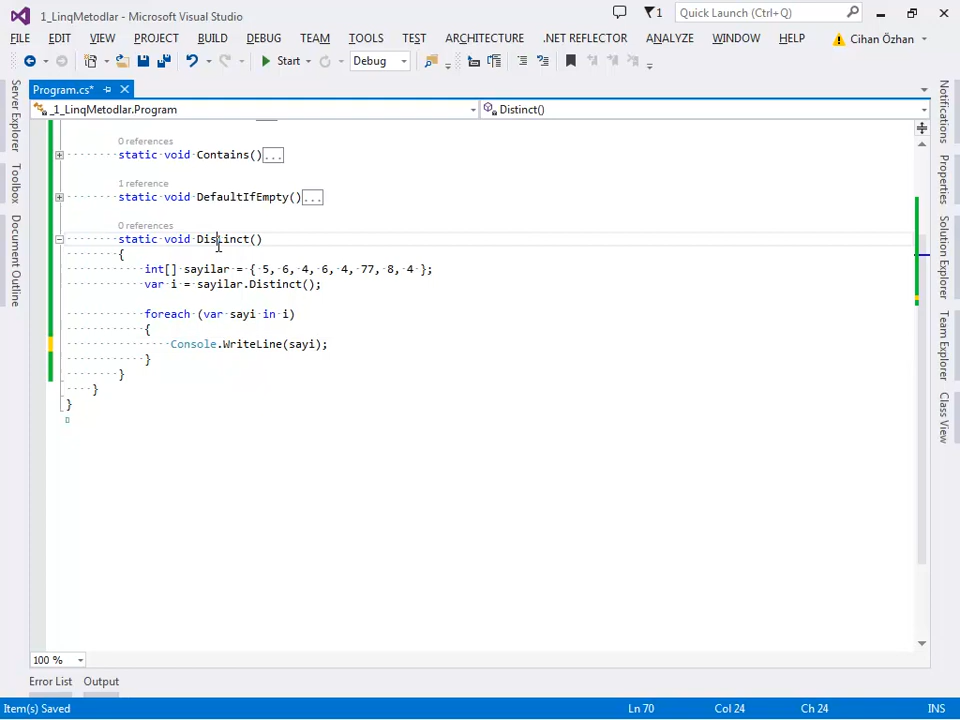 1_LinqMetodlar - Microsoft Visual Studio
1
Quick Launch (Ctrl+Q)
FILE EDIT VIEW PROJECT BUILD DEBUG TEAM TOOLS TEST ARCHITECTURE .NET REFLECTOR ANALYZE WINDOW HELP Cihan Özhan
Start Debug
Program.cs*
_1_LinqMetodlar.Program
Distinct()
Server Explorer
Toolbox
Document Outline
0 references
static void Contains()...
1 reference
static void DefaultIfEmpty()...
0 references
static void Distinct()
{
int[] sayilar = { 5, 6, 4, 6, 4, 77, 8, 4 };
var i = sayilar.Distinct();
foreach (var sayi in i)
{
Console.WriteLine(sayi);
}
}
}
}
Notifications
Properties
Solution Explorer
Team Explorer
Class View
100 %
Error List Output
Item(s) Saved Ln 70 Col 24 Ch 24 INS